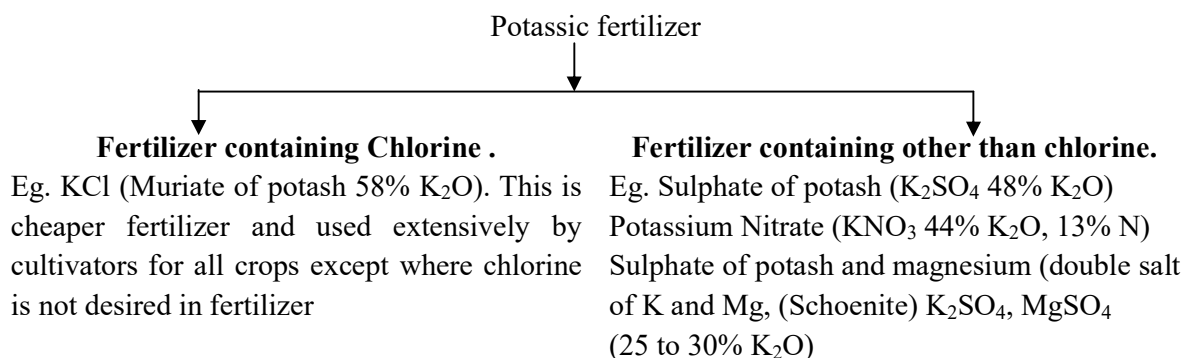 Potassic fertilizer
Fertilizer containing Chlorine .
Eg. KCl (Muriate of potash 58% K₂O). This is
cheaper fertilizer and used extensively by
cultivators for all crops except where chlorine
is not desired in fertilizer
Fertilizer containing other than chlorine.
Eg. Sulphate of potash (K₂SO₄ 48% K₂O)
Potassium Nitrate (KNO₃ 44% K₂O, 13% N)
Sulphate of potash and magnesium (double salt
of K and Mg, (Schoenite) K₂SO₄, MgSO₄
(25 to 30% K₂O)